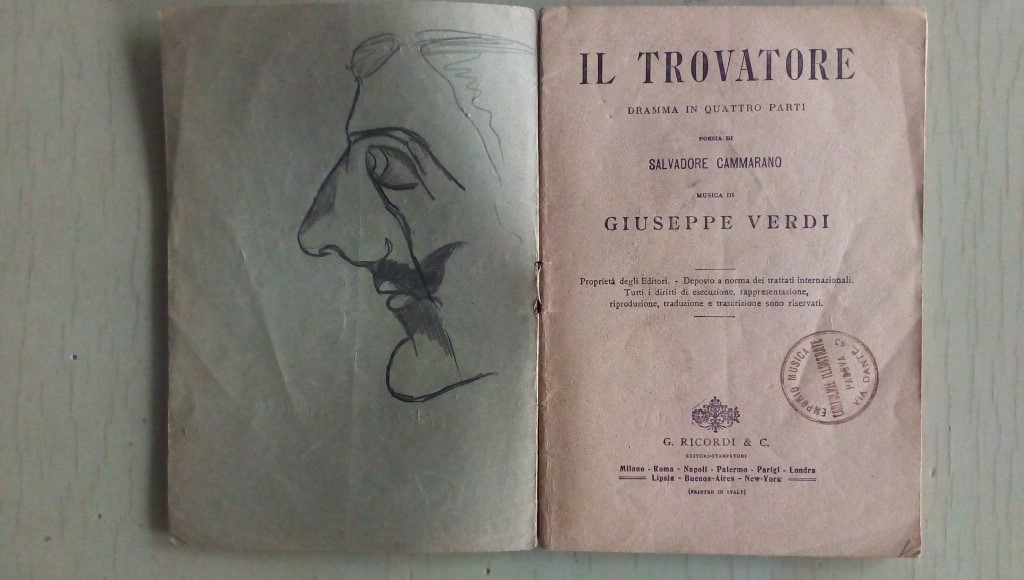 IL TROVATORE
DRAMMA IN QUATTRO PARTI
POESIA DI
SALVADORE CAMMARANO
MUSICA DI
GIUSEPPE VERDI
Proprietà degli Editori. - Deposto a norma dei trattati internazionali.
Tutti i diritti di esecuzione, rappresentazione,
riproduzione, traduzione e trascrizione sono riservati.
EMPORIO MUSICA
CARTOLINE ILLUSTRATE
PADOVA
VIA DANTE
G. RICORDI & C.
EDITORI-STAMPATORI
Milano - Roma - Napoli - Palermo - Parigi - Londra
Lipsia - Buenos-Aires - New-York
(PRINTED IN ITALY)